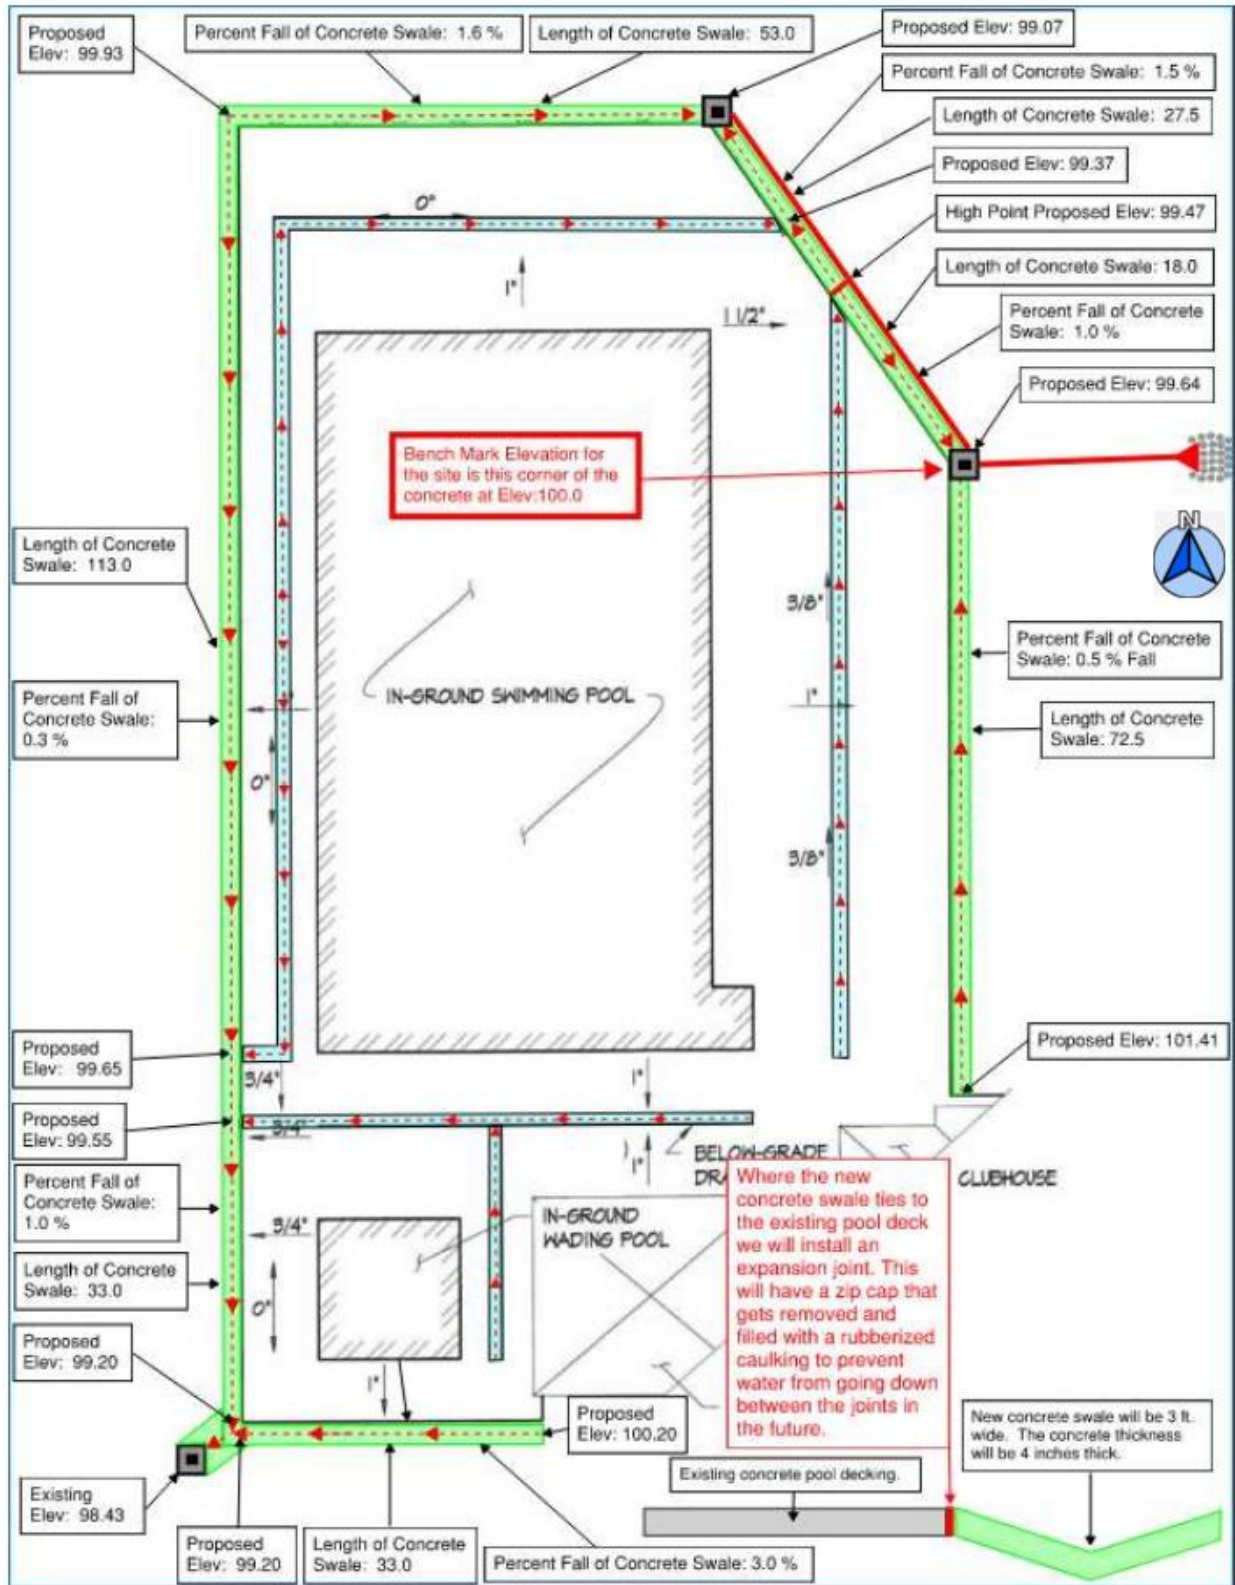 Proposed
Elev: 99.93
Percent Fall of Concrete Swale: 1.6 %
Length of Concrete Swale: 53.0
Proposed Elev: 99.07
Percent Fall of Concrete Swale: 1.5 %
Length of Concrete Swale: 27.5
Proposed Elev: 99.37
High Point Proposed Elev: 99.47
Length of Concrete Swale: 18.0
Percent Fall of Concrete
Swale: 1.0 %
Proposed Elev: 99.64
0"
1"
1 1/2"
Bench Mark Elevation for
the site is this corner of the
concrete at Elev:100.0
N
Length of Concrete
Swale: 113.0
3/8"
Percent Fall of Concrete
Swale: 0.5 % Fall
Percent Fall of
Concrete Swale:
0.3 %
IN-GROUND SWIMMING POOL
1"
Length of Concrete
Swale: 72.5
0"
3/8"
Proposed
Elev: 99.65
Proposed Elev: 101.41
3/4"
1"
Proposed
Elev: 99.55
3/4"
1"
BELOW-GRADE
DRA
CLUBHOUSE
Where the new
concrete swale ties to
the existing pool deck
we will install an
expansion joint. This
will have a zip cap that
gets removed and
filled with a rubberized
caulking to prevent
water from going down
between the joints in
the future.
Percent Fall of
Concrete Swale:
1.0 %
3/4"
IN-GROUND
WADING POOL
Length of Concrete
Swale: 33.0
0"
Proposed
Elev: 99.20
1"
Proposed
Elev: 100.20
New concrete swale will be 3 ft.
wide. The concrete thickness
will be 4 inches thick.
Existing concrete pool decking.
Existing
Elev: 98.43
Proposed
Elev: 99.20
Length of Concrete
Swale: 33.0
Percent Fall of Concrete Swale: 3.0 %